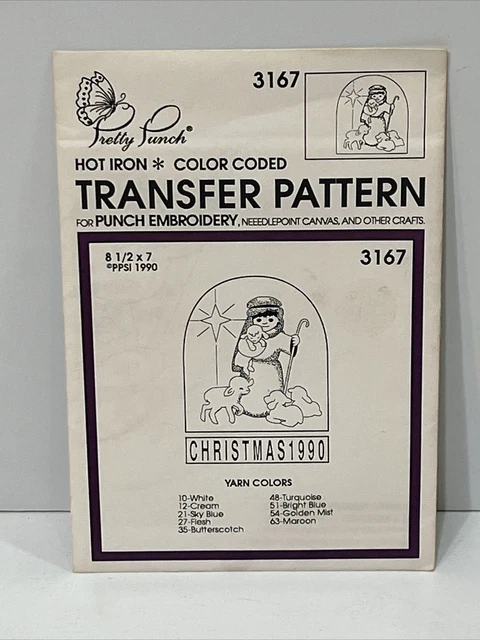 3167
Pretty Punch®
HOT IRON * COLOR CODED
TRANSFER PATTERN
FOR PUNCH EMBROIDERY, NEEEDLEPOINT CANVAS, AND OTHER CRAFTS.
8 1/2 x 7
©PPSI 1990
3167
CHRISTMAS1990
YARN COLORS
10-White
12-Cream
21-Sky Blue
27-Flesh
35-Butterscotch
48-Turquoise
51-Bright Blue
54-Golden Mist
63-Maroon